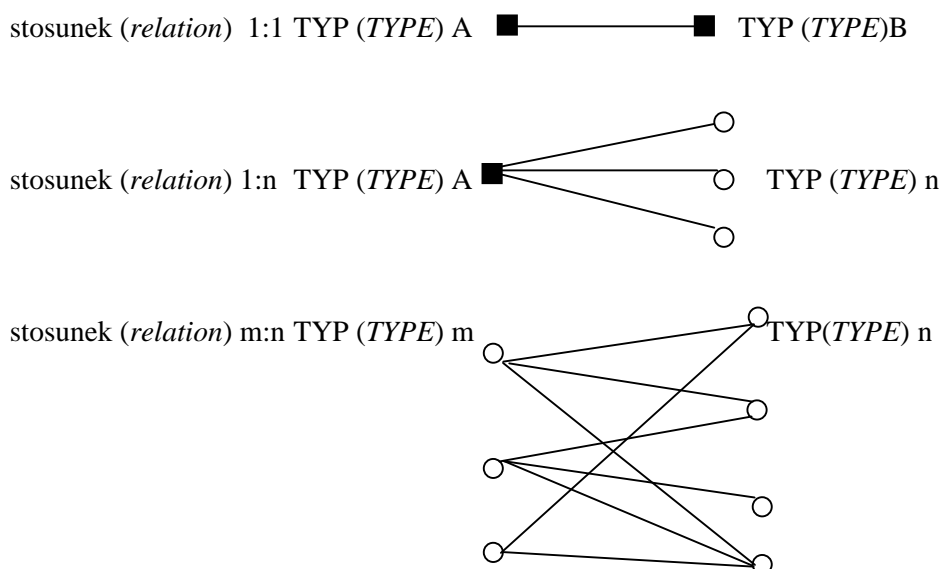 stosunek (relation) 1:1 TYP (TYPE) A TYP (TYPE)B
stosunek (relation) 1:n TYP (TYPE) A TYP (TYPE) n
stosunek (relation) m:n TYP (TYPE) m TYP(TYPE) n